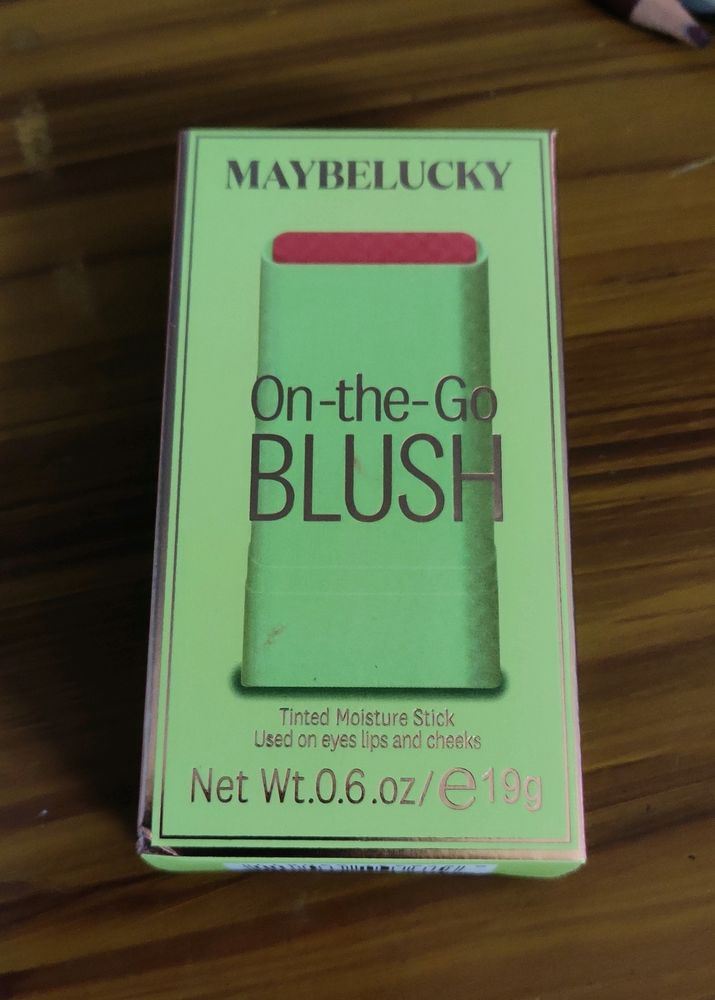 MAYBELUCKY
On-the-Go
BLUSH
Tinted Moisture Stick
Used on eyes lips and cheeks
Net Wt.0.6.oz/℮19g